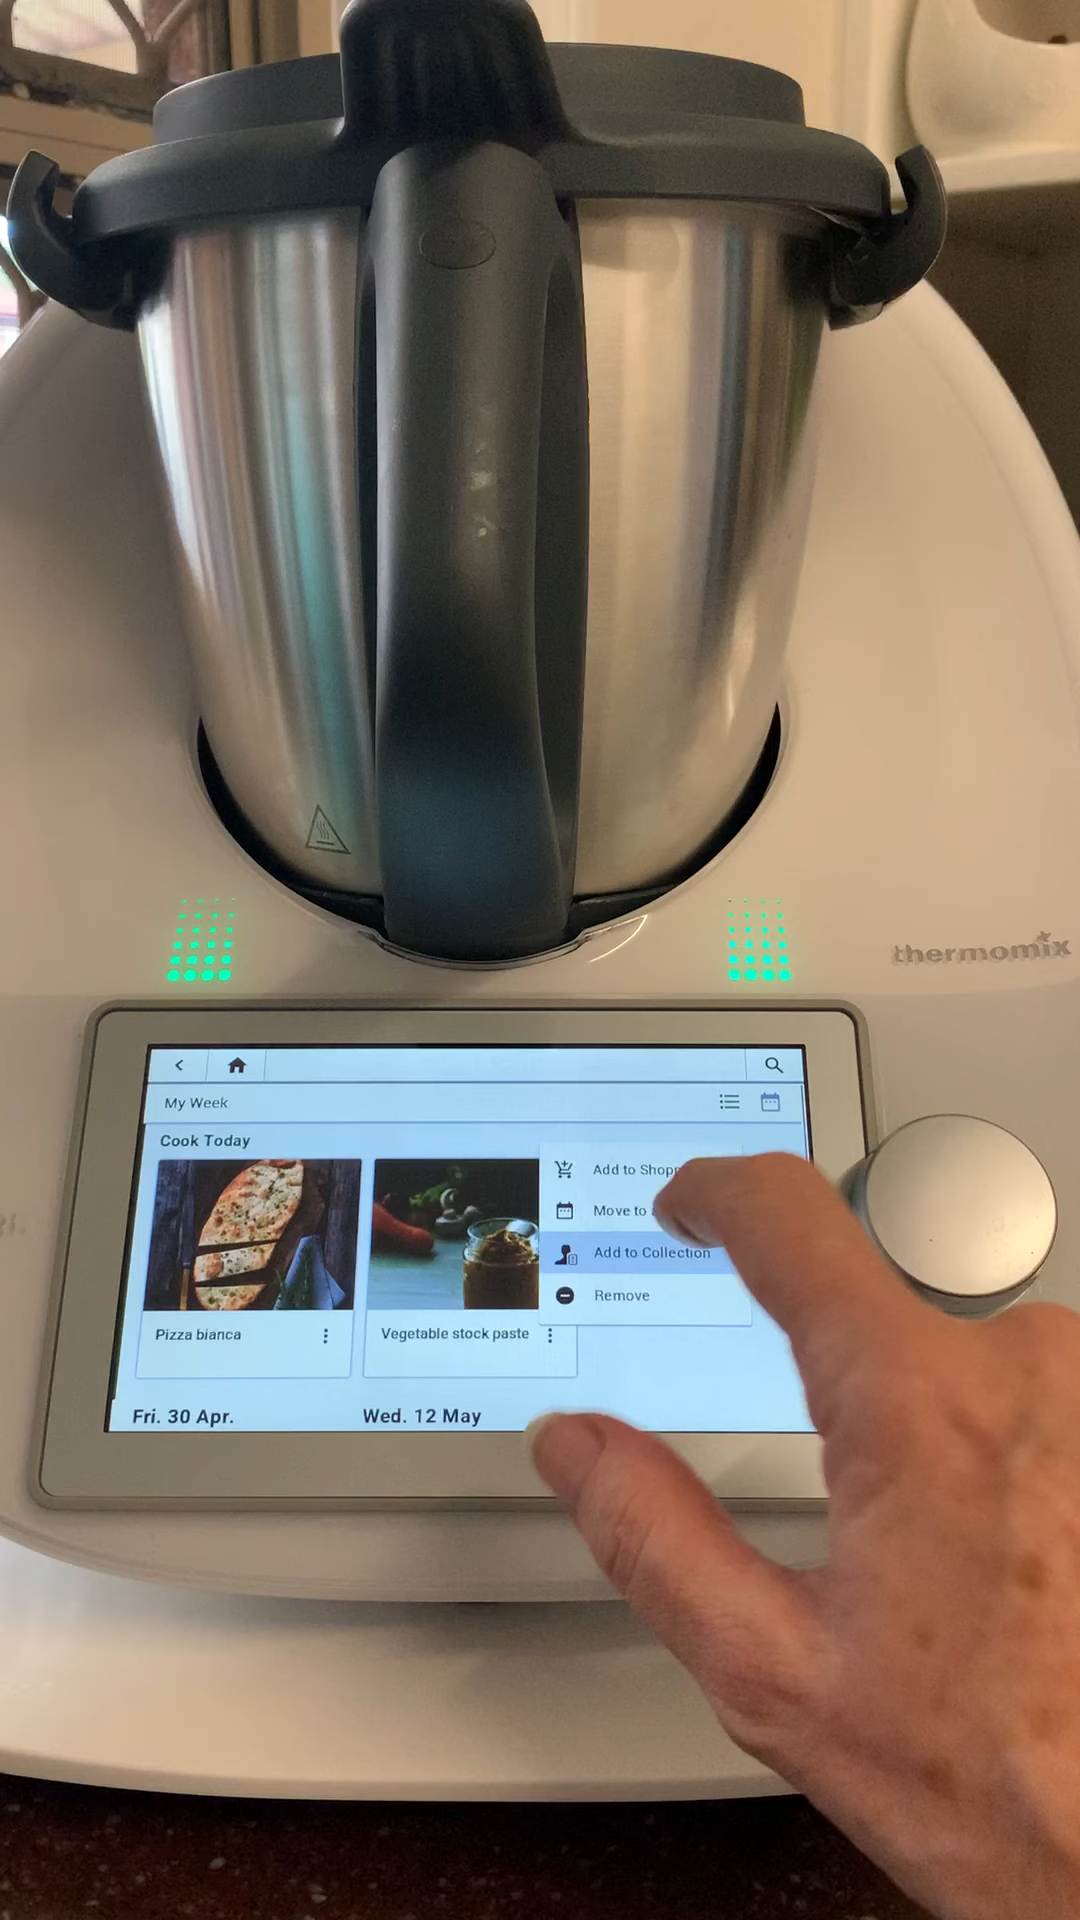 thermomix
My Week
Cook Today
Add to Shop
Move to
Add to Collection
Remove
Pizza bianca
Vegetable stock paste
Fri. 30 Apr.
Wed. 12 May